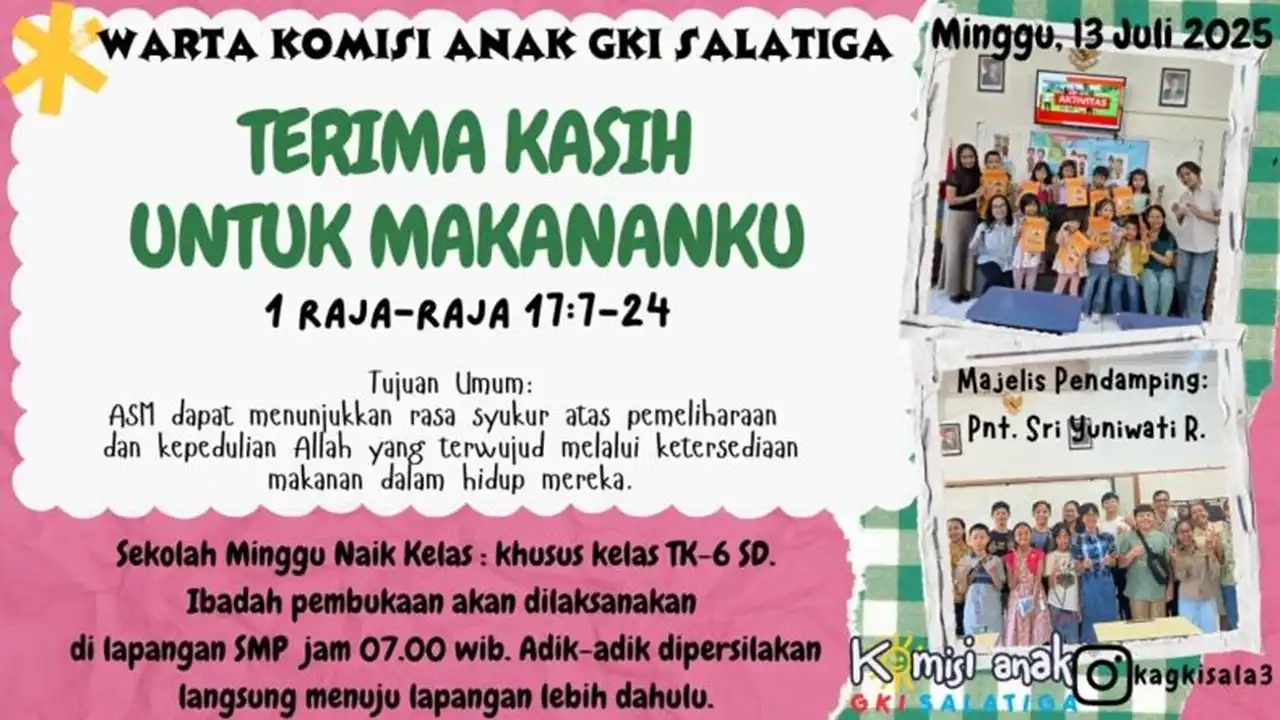 WARTA KOMISI ANAK GKI SALATIGA
Minggu, 13 Juli 2025
AKTIVITAS
TERIMA KASIH
UNTUK MAKANANKU
1 RAJA-RAJA 17:7-24
Tujuan Umum:
ASM dapat menunjukkan rasa syukur atas pemeliharaan
dan kepedulian Allah yang terwujud melalui ketersediaan
makanan dalam hidup mereka.
Majelis Pendamping:
Pnt. Sri Yuniwati R.
Sekolah Minggu Naik Kelas : khusus kelas TK-6 SD.
Ibadah pembukaan akan dilaksanakan
di lapangan SMP jam 07.00 wib. Adik-adik dipersilakan
langsung menuju lapangan lebih dahulu.
Komisi anak
GKI SALATIGA
kagkisala3